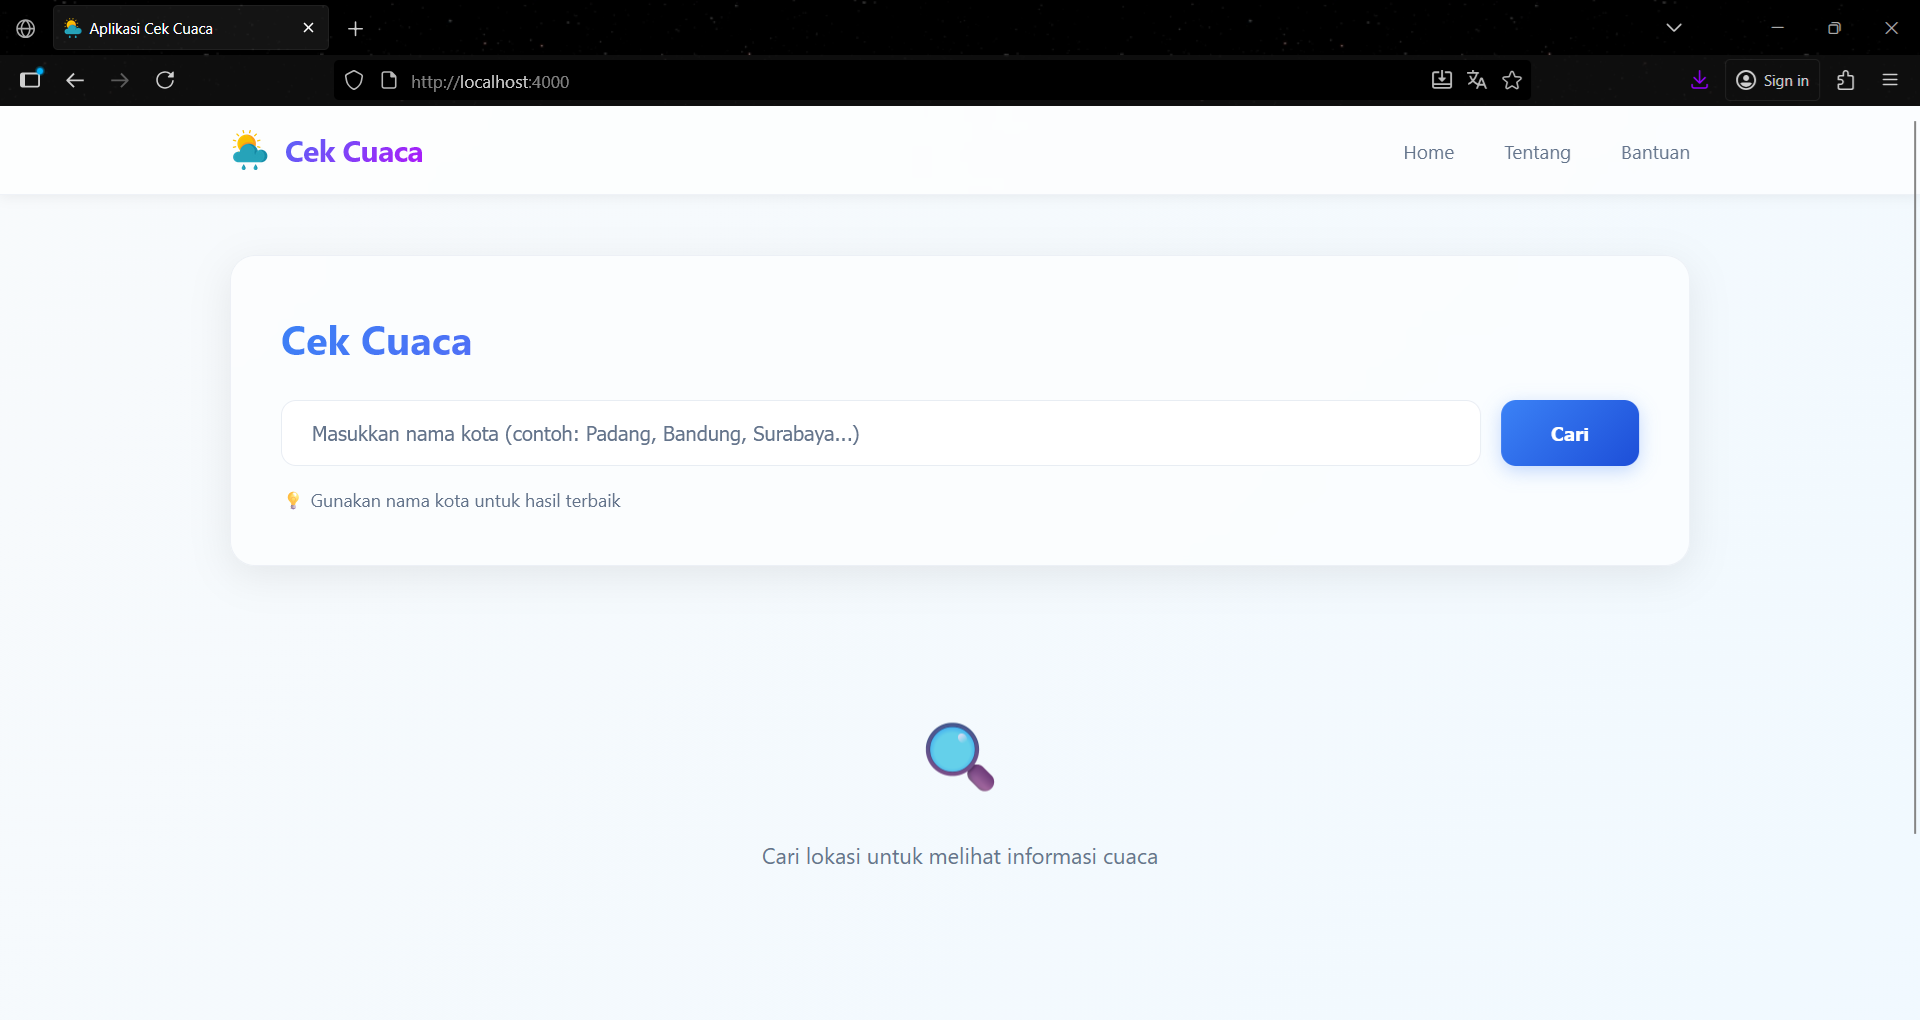 Aplikasi Cek Cuaca
http://localhost:4000
Sign in
Cek Cuaca
Home
Tentang
Bantuan
Cek Cuaca
Masukkan nama kota (contoh: Padang, Bandung, Surabaya...)
Cari
Gunakan nama kota untuk hasil terbaik
Cari lokasi untuk melihat informasi cuaca